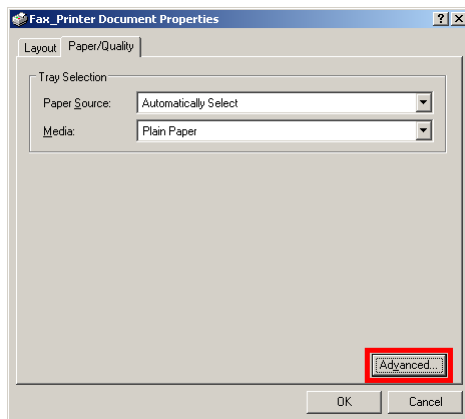 Fax_Printer Document Properties
Layout Paper/Quality
Tray Selection
Paper Source: Automatically Select
Media: Plain Paper
Advanced...
OK Cancel